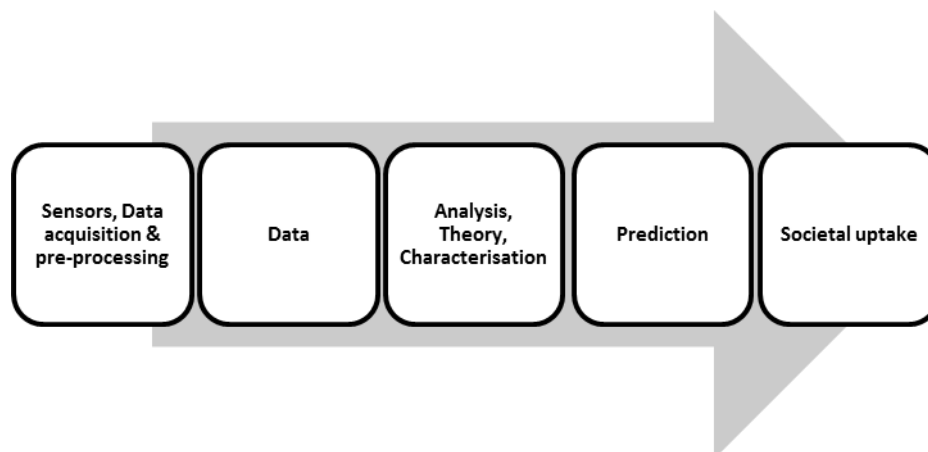 Sensors, Data
acquisition &
pre-processing
Data
Analysis,
Theory,
Characterisation
Prediction
Societal uptake